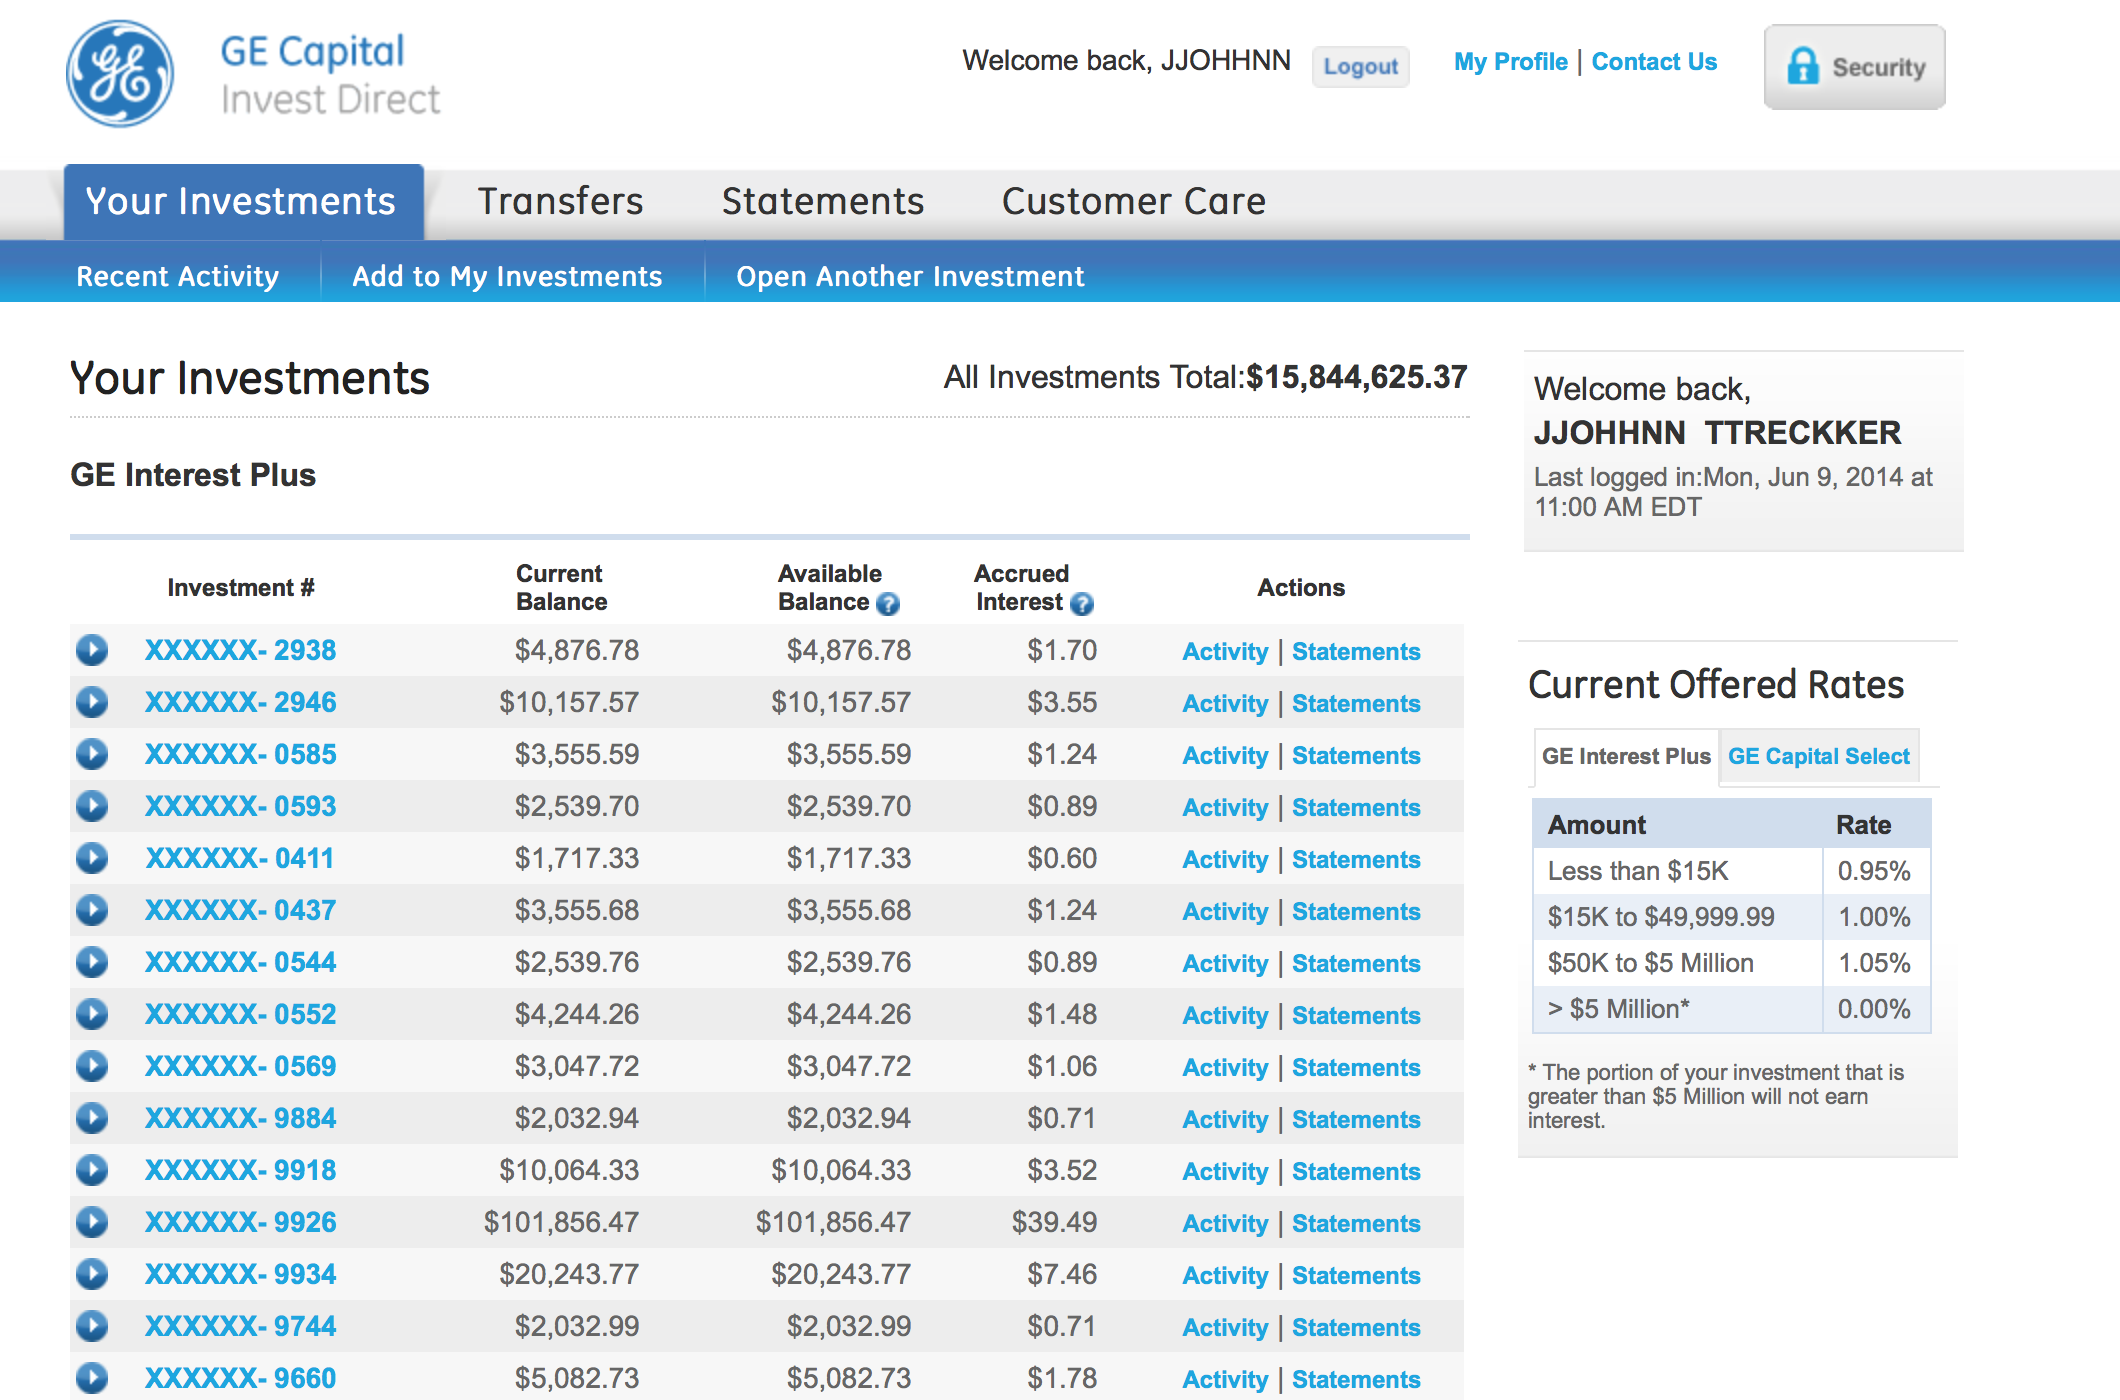 GE Capital
Invest Direct
Welcome back, JJOHHNN Logout My Profile | Contact Us Security
Your Investments Transfers Statements Customer Care
Recent Activity Add to My Investments Open Another Investment
Your Investments All Investments Total:$15,844,625.37
GE Interest Plus
Investment # Current Balance Available Balance ? Accrued Interest ? Actions
XXXXXX- 2938 $4,876.78 $4,876.78 $1.70 Activity | Statements
XXXXXX- 2946 $10,157.57 $10,157.57 $3.55 Activity | Statements
XXXXXX- 0585 $3,555.59 $3,555.59 $1.24 Activity | Statements
XXXXXX- 0593 $2,539.70 $2,539.70 $0.89 Activity | Statements
XXXXXX- 0411 $1,717.33 $1,717.33 $0.60 Activity | Statements
XXXXXX- 0437 $3,555.68 $3,555.68 $1.24 Activity | Statements
XXXXXX- 0544 $2,539.76 $2,539.76 $0.89 Activity | Statements
XXXXXX- 0552 $4,244.26 $4,244.26 $1.48 Activity | Statements
XXXXXX- 0569 $3,047.72 $3,047.72 $1.06 Activity | Statements
XXXXXX- 9884 $2,032.94 $2,032.94 $0.71 Activity | Statements
XXXXXX- 9918 $10,064.33 $10,064.33 $3.52 Activity | Statements
XXXXXX- 9926 $101,856.47 $101,856.47 $39.49 Activity | Statements
XXXXXX- 9934 $20,243.77 $20,243.77 $7.46 Activity | Statements
XXXXXX- 9744 $2,032.99 $2,032.99 $0.71 Activity | Statements
XXXXXX- 9660 $5,082.73 $5,082.73 $1.78 Activity | Statements
Welcome back,
JJOHHNN TTRECKKER
Last logged in:Mon, Jun 9, 2014 at
11:00 AM EDT
Current Offered Rates
GE Interest Plus GE Capital Select
Amount Rate
Less than $15K 0.95%
$15K to $49,999.99 1.00%
$50K to $5 Million 1.05%
> $5 Million* 0.00%
* The portion of your investment that is
greater than $5 Million will not earn
interest.